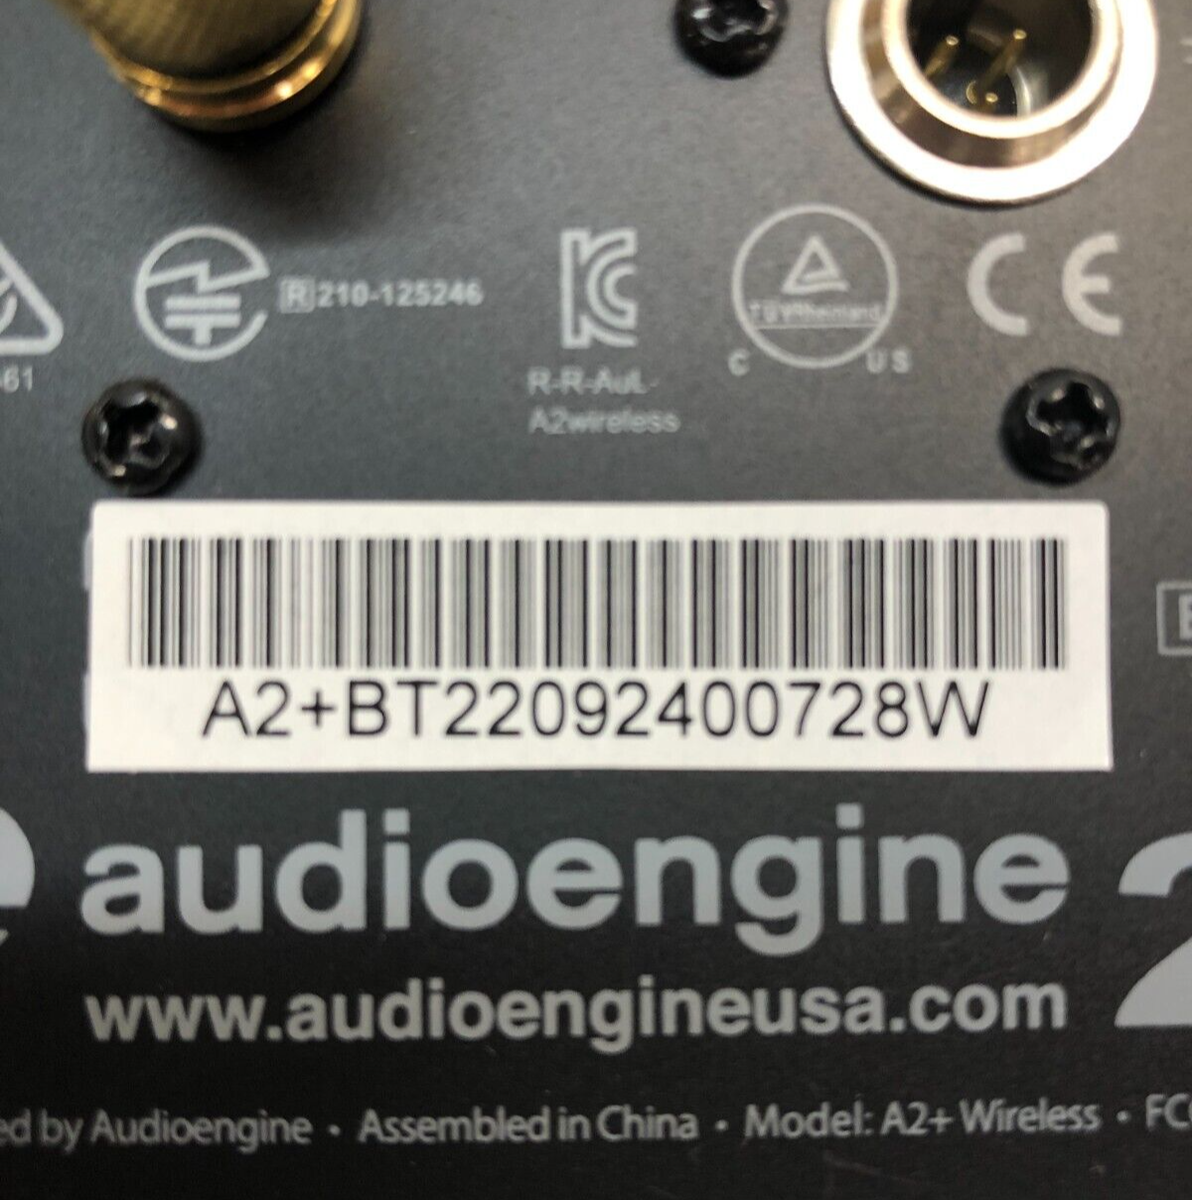 R 210-125246
TÜVRheinland
C US
CE
-61
R-R-AuL-
A2wireless
A2+BT22092400728W
audioengine 2
www.audioengineusa.com
ed by Audioengine • Assembled in China • Model: A2+ Wireless • FC